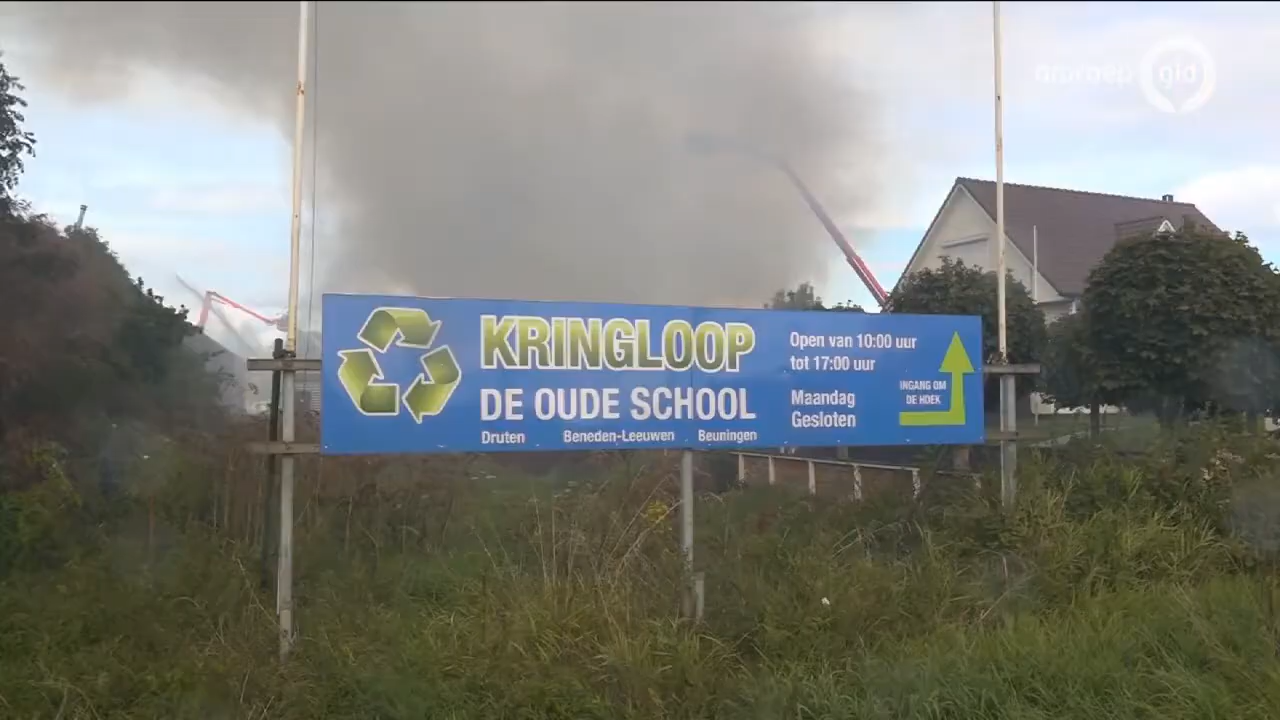 omroep gld
KRINGLOOP
DE OUDE SCHOOL
Druten Beneden-Leeuwen Beuningen
Open van 10:00 uur
tot 17:00 uur
Maandag
Gesloten
INGANG OM
DE HOEK